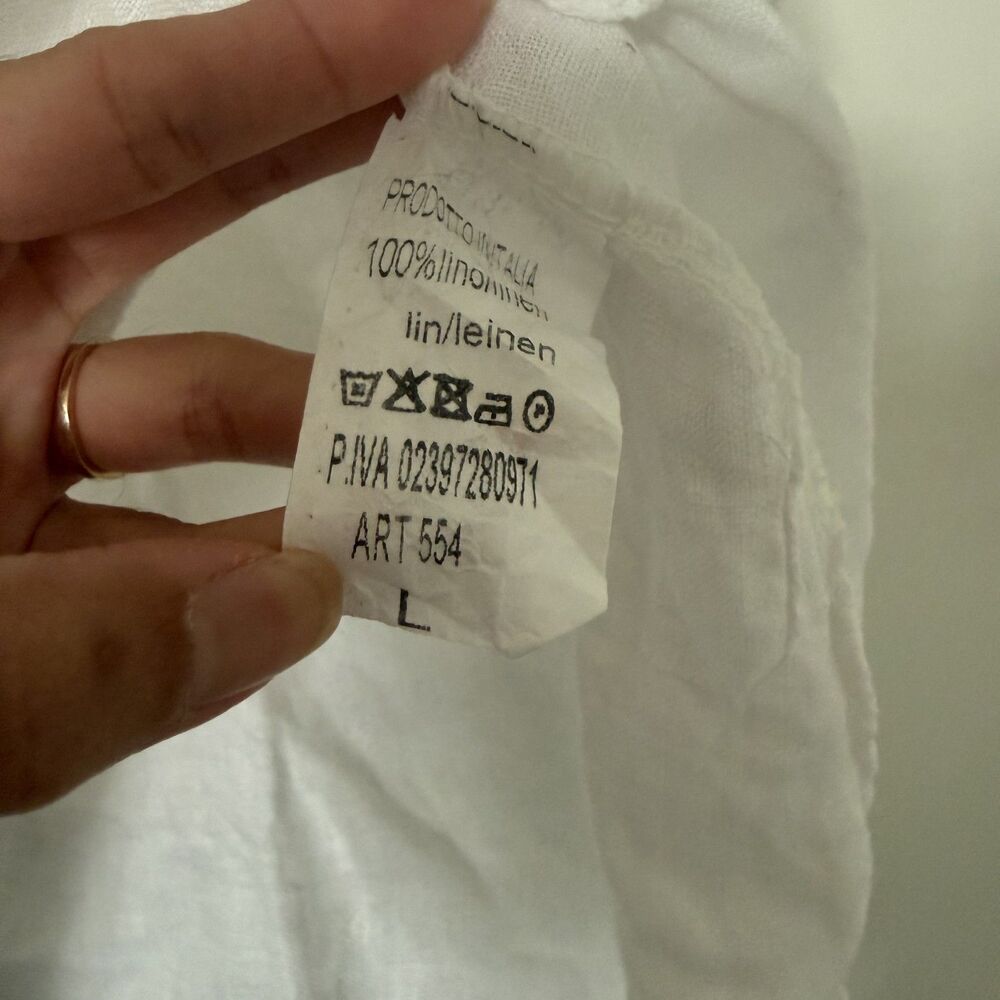 PRODOTTO IN ITALIA
100%lino/linen
lin/leinen
P
P.IVA 02397280971
ART 554
L